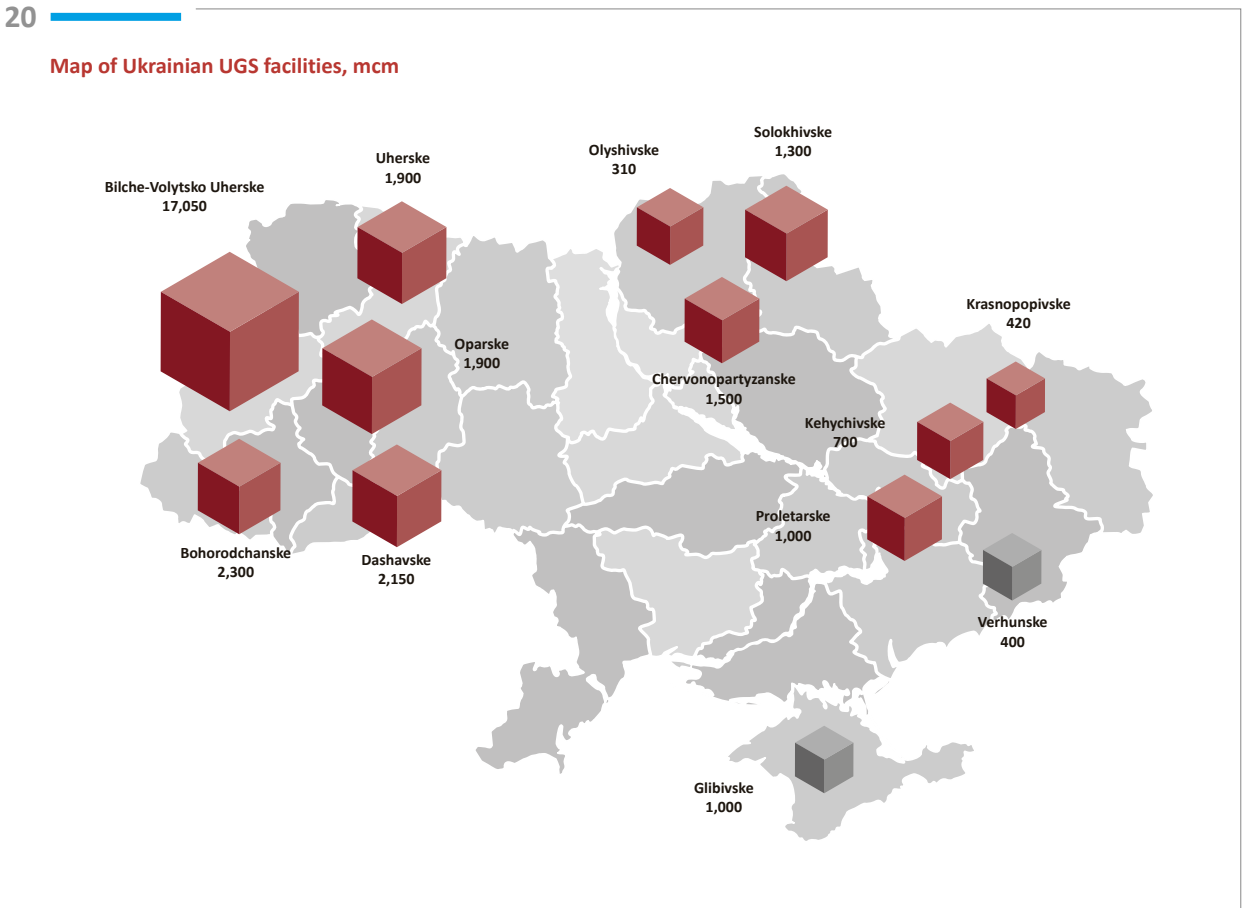 20
Map of Ukrainian UGS facilities, mcm
Solokhivske
1,300
Olyshivske
310
Uherske
1,900
Bilche-Volytsko Uherske
17,050
Krasnopopivske
420
Oparske
1,900
Chervonopartyzanske
1,500
Kehychivske
700
Proletarske
1,000
Bohorodchanske
2,300
Dashavske
2,150
Verhunske
400
Glibivske
1,000